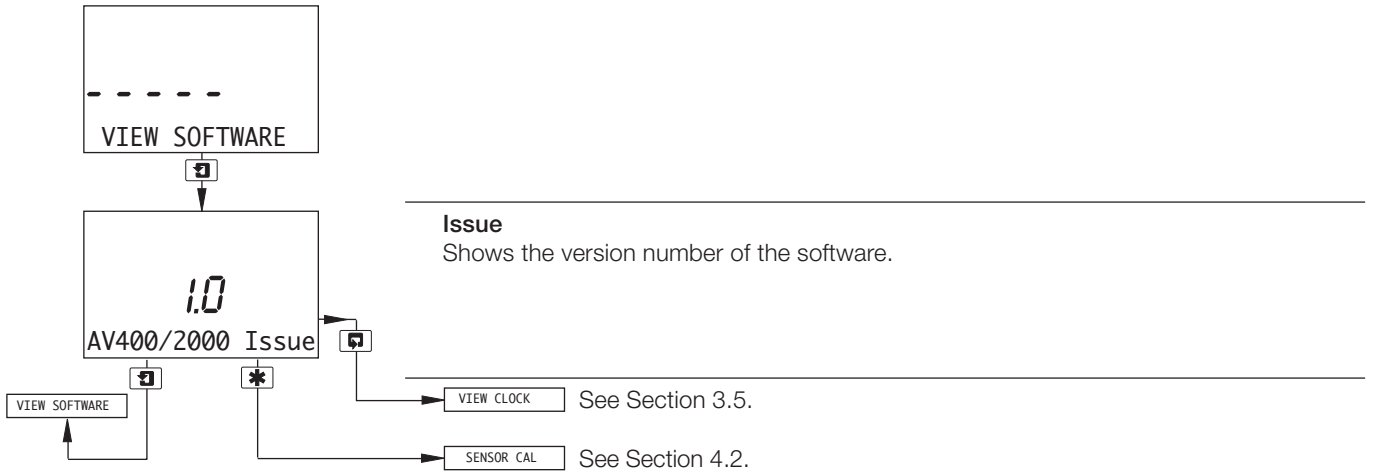 - - - - -
VIEW SOFTWARE
1.0
AV400/2000 Issue
Issue
Shows the version number of the software.
VIEW SOFTWARE
VIEW CLOCK See Section 3.5.
SENSOR CAL See Section 4.2.